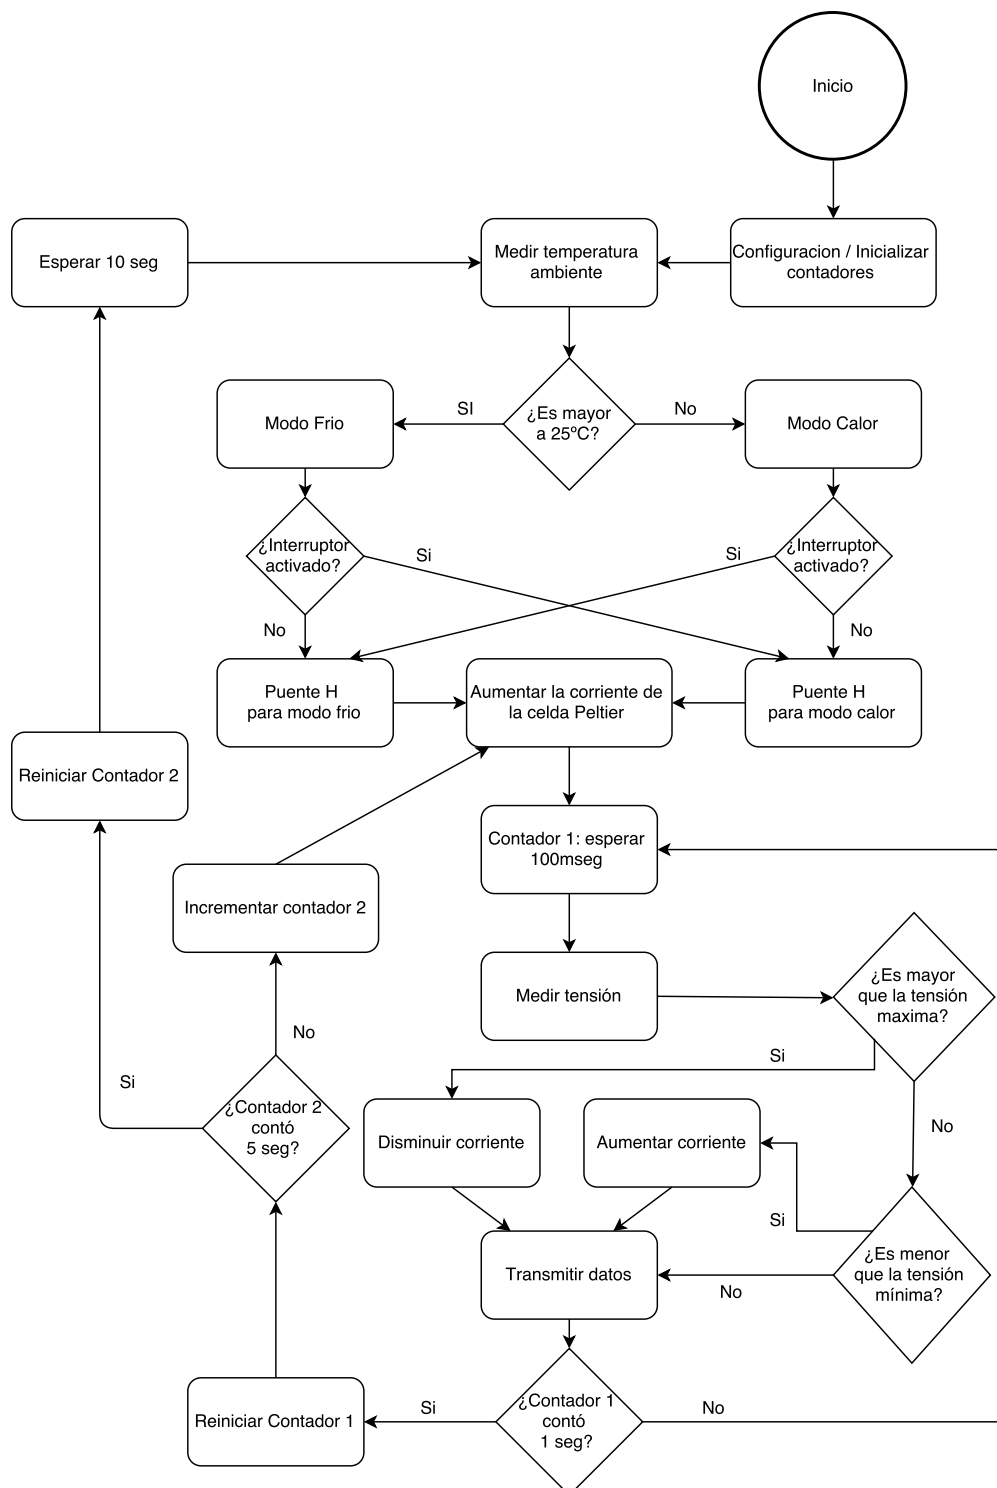 Inicio
Esperar 10 seg
Medir temperatura
ambiente
Configuracion / Inicializar
contadores
Modo Frio
SI
¿Es mayor
a 25ºC?
No
Modo Calor
¿Interruptor
activado?
Si
Si
¿Interruptor
activado?
No
No
Puente H
para modo frio
Aumentar la corriente de
la celda Peltier
Puente H
para modo calor
Reiniciar Contador 2
Contador 1: esperar
100mseg
Incrementar contador 2
Medir tensión
¿Es mayor
que la tensión
maxima?
No
Si
Si
¿Contador 2
contó
5 seg?
Disminuir corriente
Aumentar corriente
No
Si
Transmitir datos
¿Es menor
que la tensión
mínima?
No
Reiniciar Contador 1
Si
¿Contador 1
contó
1 seg?
No